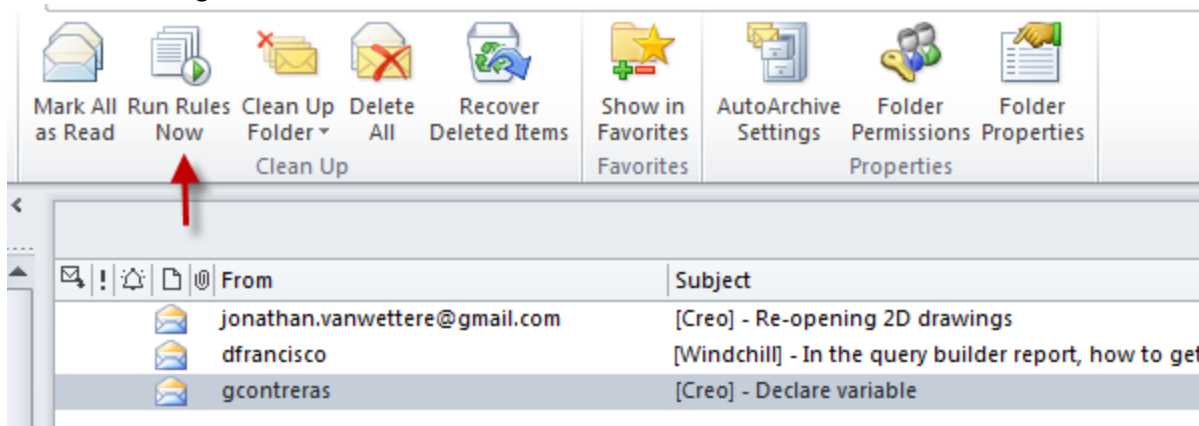 Mark All as Read
Run Rules Now
Clean Up Folder
Delete All
Recover Deleted Items
Show in Favorites
AutoArchive Settings
Folder Permissions
Folder Properties
Clean Up
Favorites
Properties
From Subject
jonathan.vanwettere@gmail.com [Creo] - Re-opening 2D drawings
dfrancisco [Windchill] - In the query builder report, how to get
gcontreras [Creo] - Declare variable